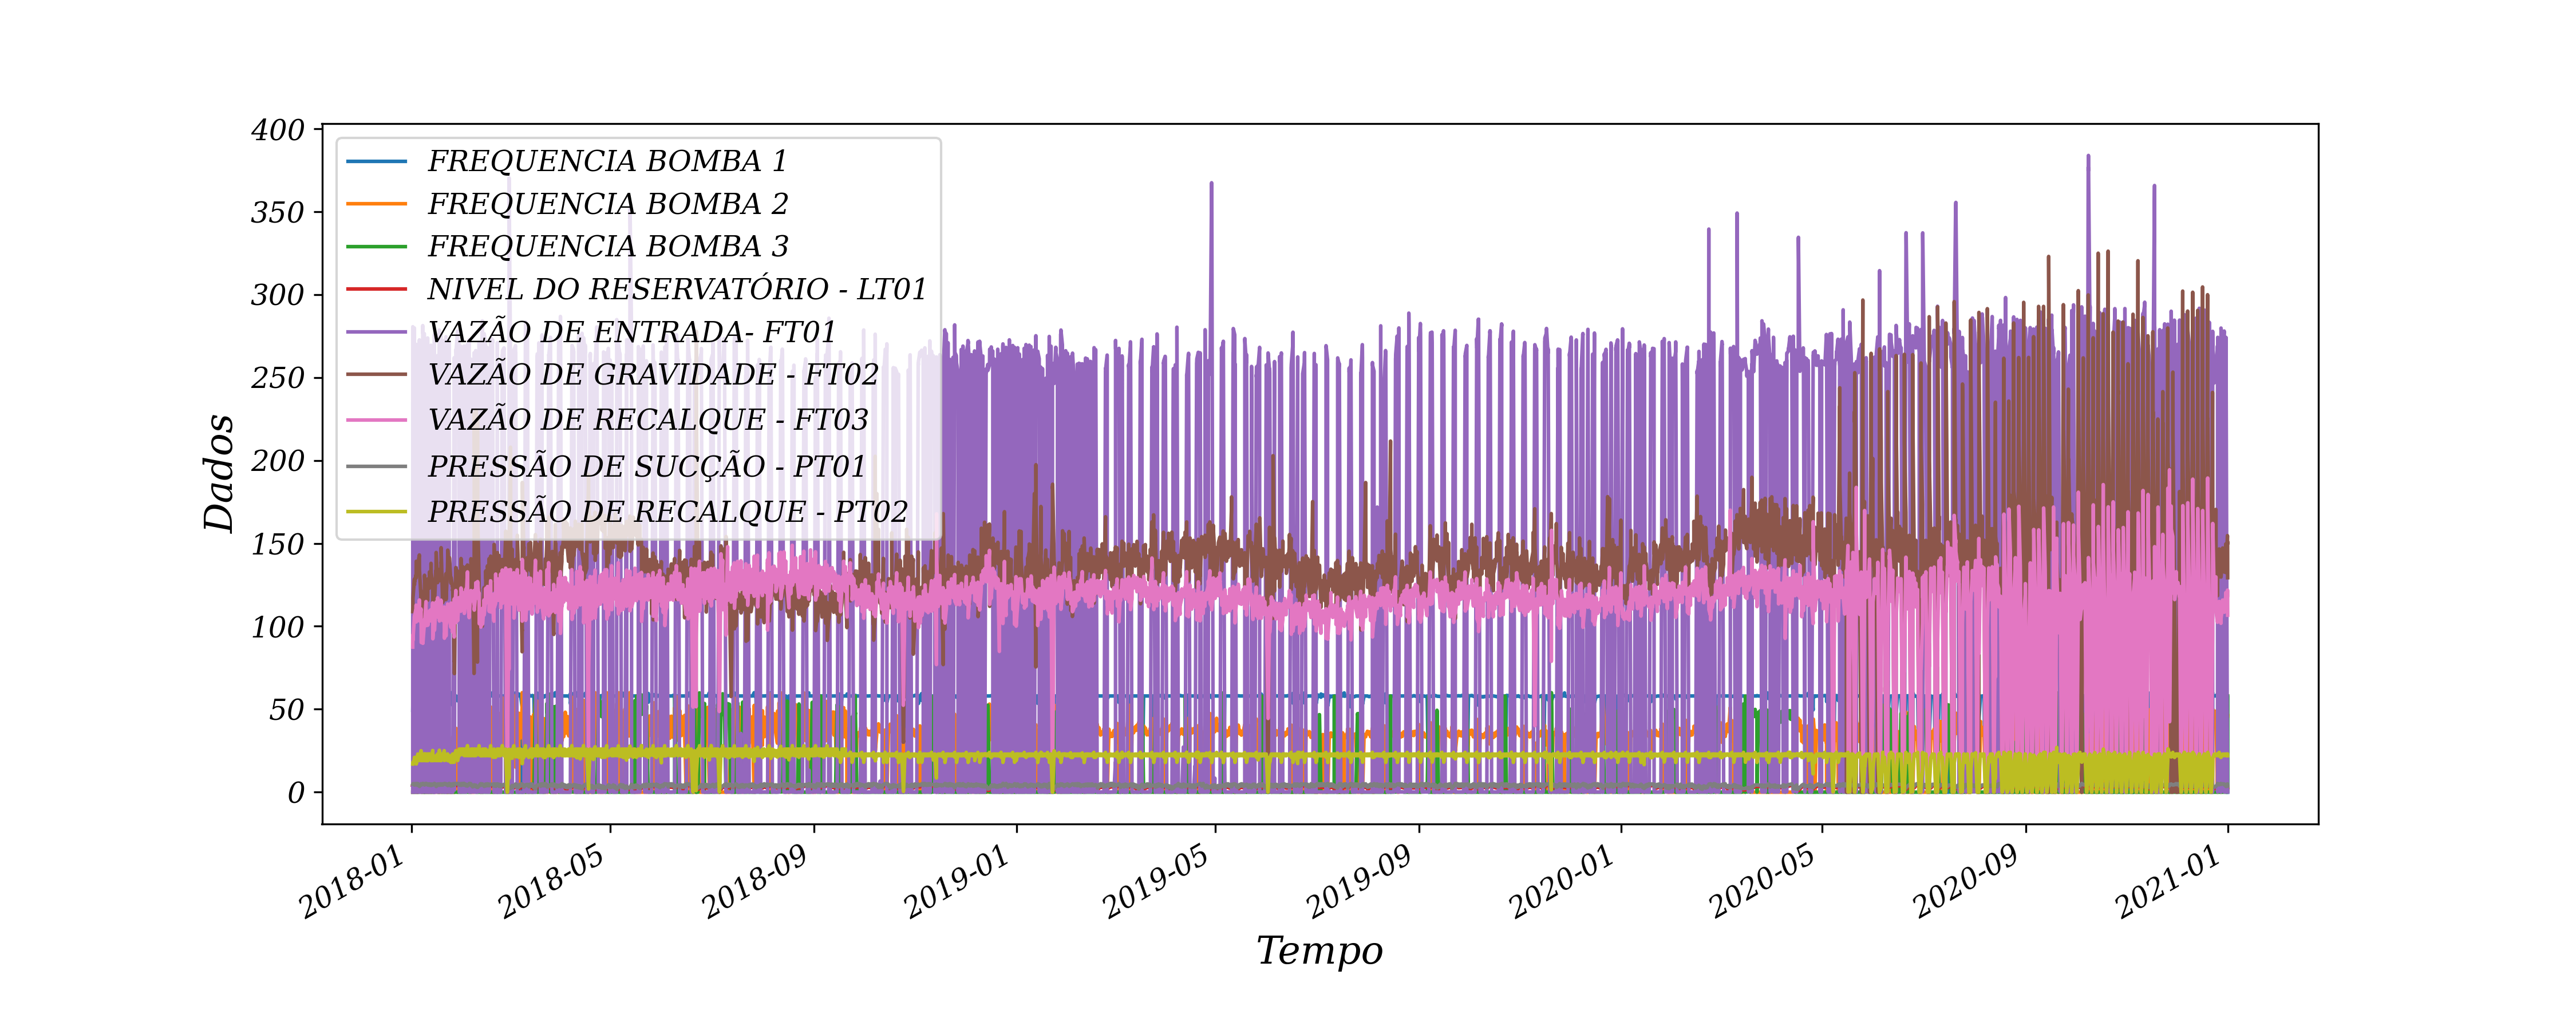 400
350
300
250
200
150
100
50
0
Dados
FREQUENCIA BOMBA 1
FREQUENCIA BOMBA 2
FREQUENCIA BOMBA 3
NIVEL DO RESERVATÓRIO - LT01
VAZÃO DE ENTRADA- FT01
VAZÃO DE GRAVIDADE - FT02
VAZÃO DE RECALQUE - FT03
PRESSÃO DE SUCÇÃO - PT01
PRESSÃO DE RECALQUE - PT02
2018-01
2018-05
2018-09
2019-01
2019-05
2019-09
2020-01
2020-05
2020-09
2021-01
Tempo